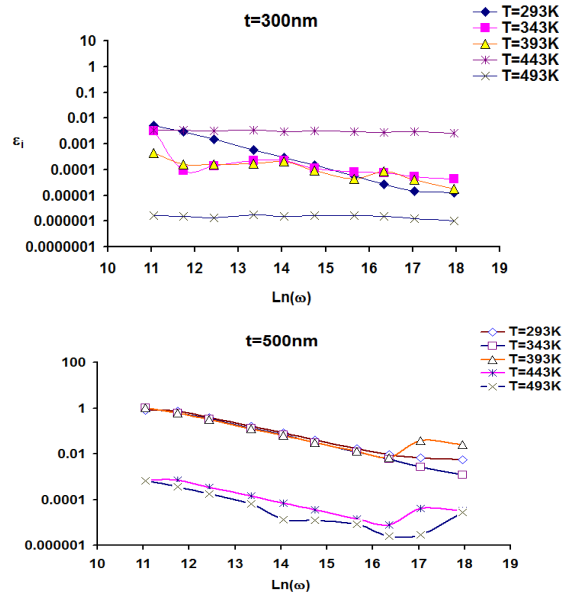 t=300nm
T=293K
T=343K
T=393K
T=443K
T=493K
10
1
0.1
0.01
0.001
0.0001
0.00001
0.000001
0.0000001
εi
10 11 12 13 14 15 16 17 18 19
Ln(ω)
t=500nm
T=293K
T=343K
T=393K
T=443K
T=493K
100
1
0.01
0.0001
0.000001
10 11 12 13 14 15 16 17 18 19
Ln(ω)